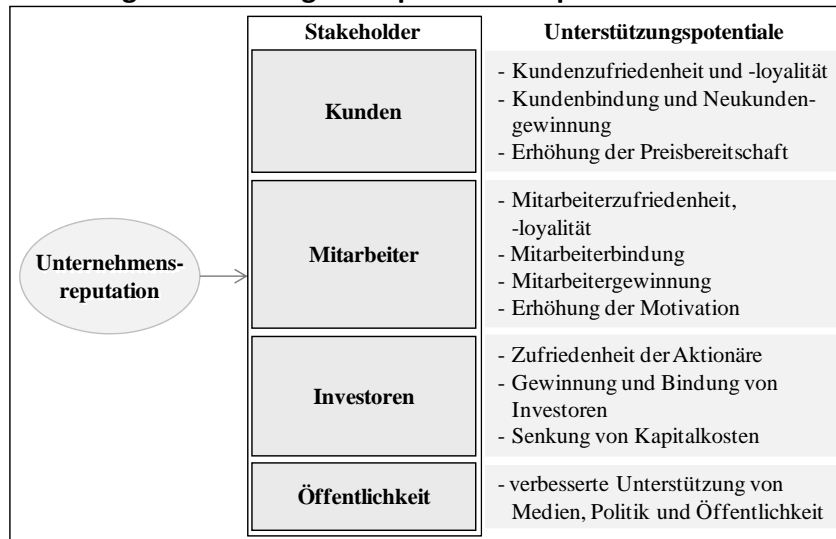 Stakeholder
Unterstützungspotentiale
Unternehmens-
reputation
Kunden
- Kundenzufriedenheit und -loyalität
- Kundenbindung und Neukunden-
gewinnung
- Erhöhung der Preisbereitschaft
Mitarbeiter
- Mitarbeiterzufriedenheit,
-loyalität
- Mitarbeiterbindung
- Mitarbeitergewinnung
- Erhöhung der Motivation
Investoren
- Zufriedenheit der Aktionäre
- Gewinnung und Bindung von
Investoren
- Senkung von Kapitalkosten
Öffentlichkeit
- verbesserte Unterstützung von
Medien, Politik und Öffentlichkeit